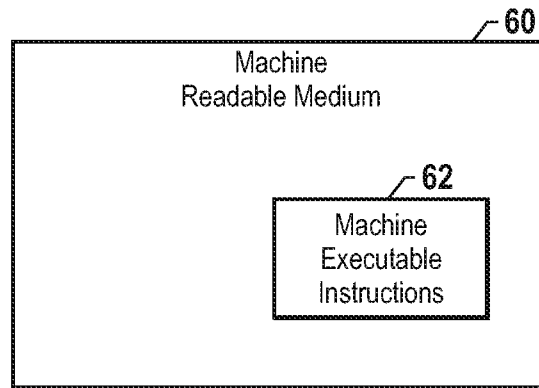 60
Machine
Readable Medium
62
Machine
Executable
Instructions